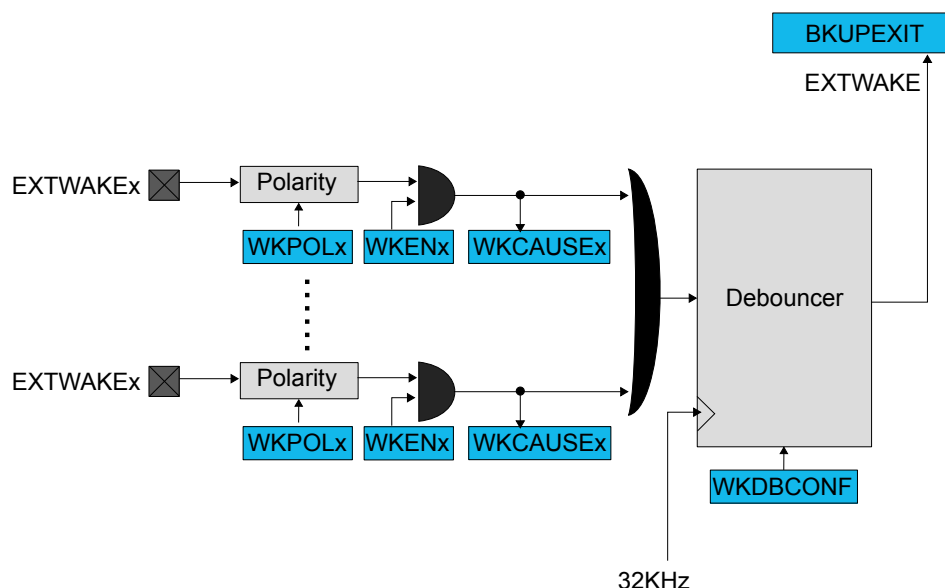 BKUPEXIT
EXTWAKE
EXTWAKEx
Polarity
WKPOLx
WKENx
WKCAUSEx
Debouncer
EXTWAKEx
Polarity
WKPOLx
WKENx
WKCAUSEx
WKDBCONF
32KHz